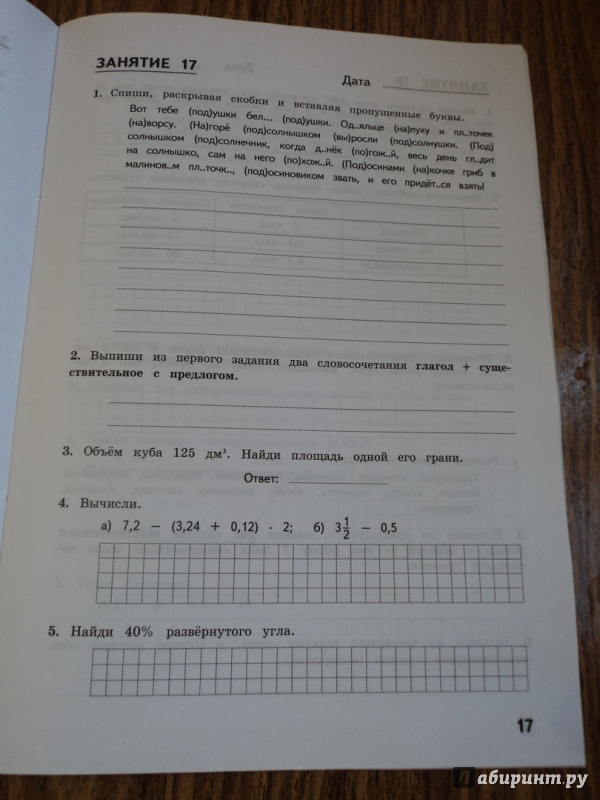 ЗАНЯТИЕ 17
Дата
1. Спиши, раскрывая скобки и вставляя пропущенные буквы.
Вот тебе (под)ушки бел... (под)ушки. Од..яльце (на)пуху и пл..точек
(на)ворсу. (На)горе (под)солнышком (вы)росли (под)солнушки. (Под)
солнышком (под)солнечник, когда д..нёк (по)гож..й, весь день гл..дит
на солнышко, сам на него (по)хож..й. (Под)осинами (на)кочке гриб в
малинов..м пл..точк.., (под)осиновиком звать, и его придёт..ся взять!
2. Выпиши из первого задания два словосочетания глагол + суще-
ствительное с предлогом.
3. Объём куба 125 дм³. Найди площадь одной его грани.
Ответ:
4. Вычисли.
а) 7,2 − (3,24 + 0,12) · 2; б) 3 1/2 − 0,5
5. Найди 40% развёрнутого угла.
17
Лабиринт.ру